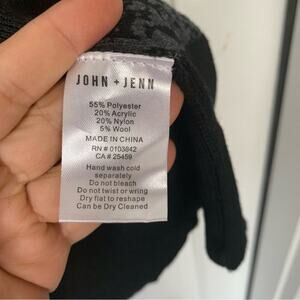 JOHN + JENN
55% Polyester
20% Acrylic
20% Nylon
5% Wool
MADE IN CHINA
RN # 0103842
CA # 25459
Hand wash cold
separately
Do not bleach
Do not twist or wring
Dry flat to reshape
Can be Dry Cleaned